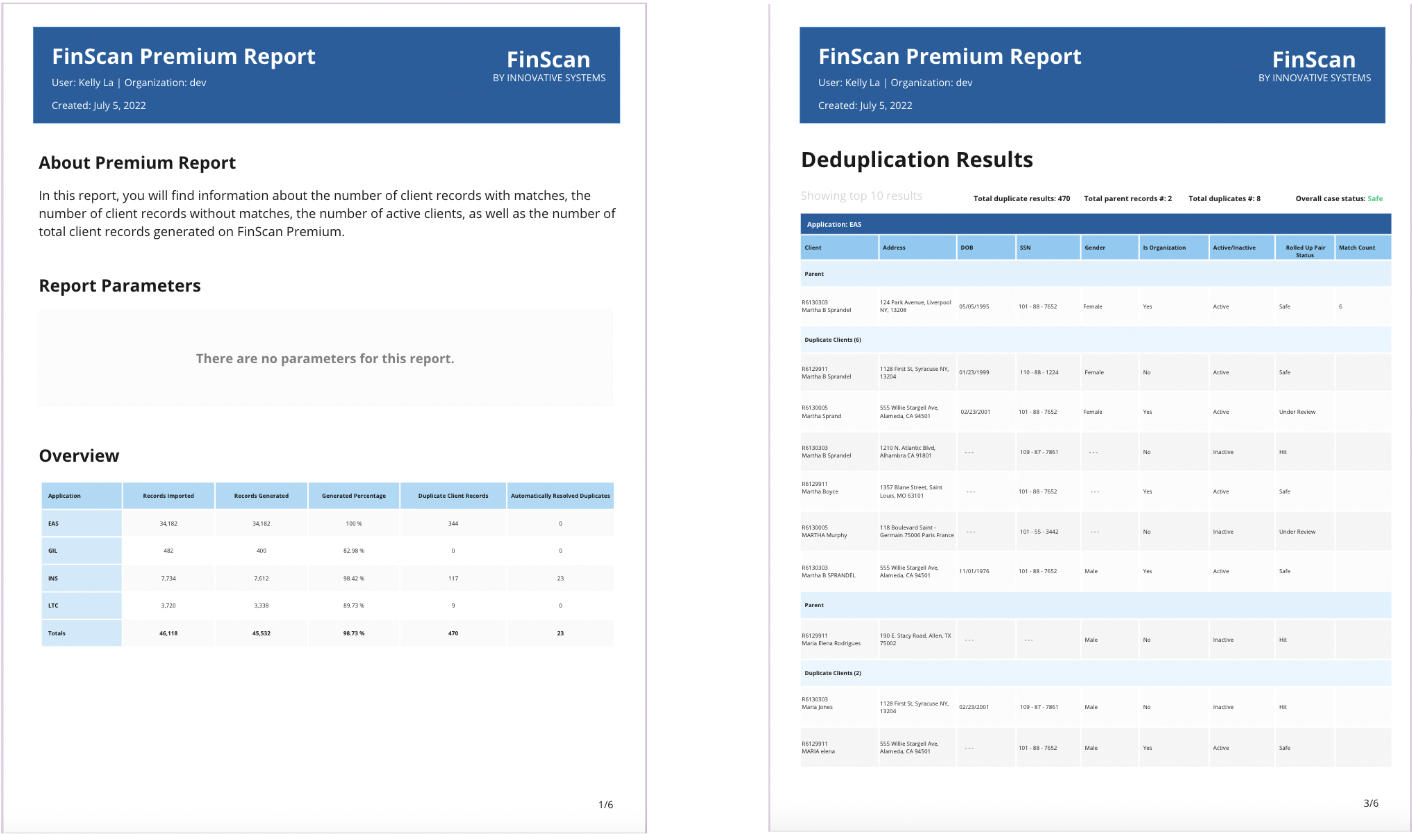 FinScan Premium Report
User: Kelly La | Organization: dev
Created: July 5, 2022
FinScan
BY INNOVATIVE SYSTEMS
About Premium Report
In this report, you will find information about the number of client records with matches, the
number of client records without matches, the number of active clients, as well as the number of
total client records generated on FinScan Premium.
Report Parameters
There are no parameters for this report.
Overview
Application Records Imported Records Generated Generated Percentage Duplicate Client Records Automatically Resolved Duplicates
EAS 34,182 34,182 100 % 344 0
GIL 482 400 82.98 % 0 0
INS 7,734 7,612 98.42 % 117 23
LTC 3,720 3,338 89.73 % 9 0
Totals 46,118 45,532 98.73 % 470 23
1/6
FinScan Premium Report
User: Kelly La | Organization: dev
Created: July 5, 2022
FinScan
BY INNOVATIVE SYSTEMS
Deduplication Results
Showing top 10 results Total duplicate results: 470 Total parent records #: 2 Total duplicates #: 8 Overall case status: Safe
Application: EAS
Client Address DOB SSN Gender Is Organization Active/Inactive Rolled Up Pair Match Count
Status
Parent
R6130303 124 Park Avenue, Liverpool
Martha B Sprandel NY, 13208 05/05/1995 101 - 88 - 7652 Female Yes Active Safe 6
Duplicate Clients (6)
R6129911 1128 First St, Syracuse NY,
Martha B Sprandel 13204 01/23/1999 110 - 88 - 1224 Female No Active Safe
R6130005 555 Willie Stargell Ave,
Martha Sprand Alameda, CA 94501 02/23/2001 101 - 88 - 7652 Female Yes Active Under Review
R6130303 1210 N. Atlantic Blvd,
Martha B Sprandel Alhambra CA 91801 - - - 109 - 87 - 7861 - - - No Inactive Hit
R6129911 1357 Blane Street, Saint
Martha Boyce Louis, MO 63101 - - - 101 - 88 - 7652 - - - Yes Active Safe
R6130005 118 Boulevard Saint -
MARTHA Murphy Germain 75006 Paris France - - - 101 - 55 - 3442 - - - No Inactive Under Review
R6130303 555 Willie Stargell Ave,
Martha B SPRANDEL Alameda, CA 94501 11/01/1976 101 - 88 - 7652 Male Yes Active Safe
Parent
R6129911 190 E. Stacy Road, Allen, TX
Maria Elena Rodrigues 75002 - - - - - - Male No Inactive Hit
Duplicate Clients (2)
R6130303 1128 First St, Syracuse NY,
Maria Jones 13204 02/23/2001 109 - 87 - 7861 Male No Inactive Hit
R6129911 555 Willie Stargell Ave,
MARIA elena Alameda, CA 94501 - - - 101 - 88 - 7652 Male Yes Active Safe
3/6